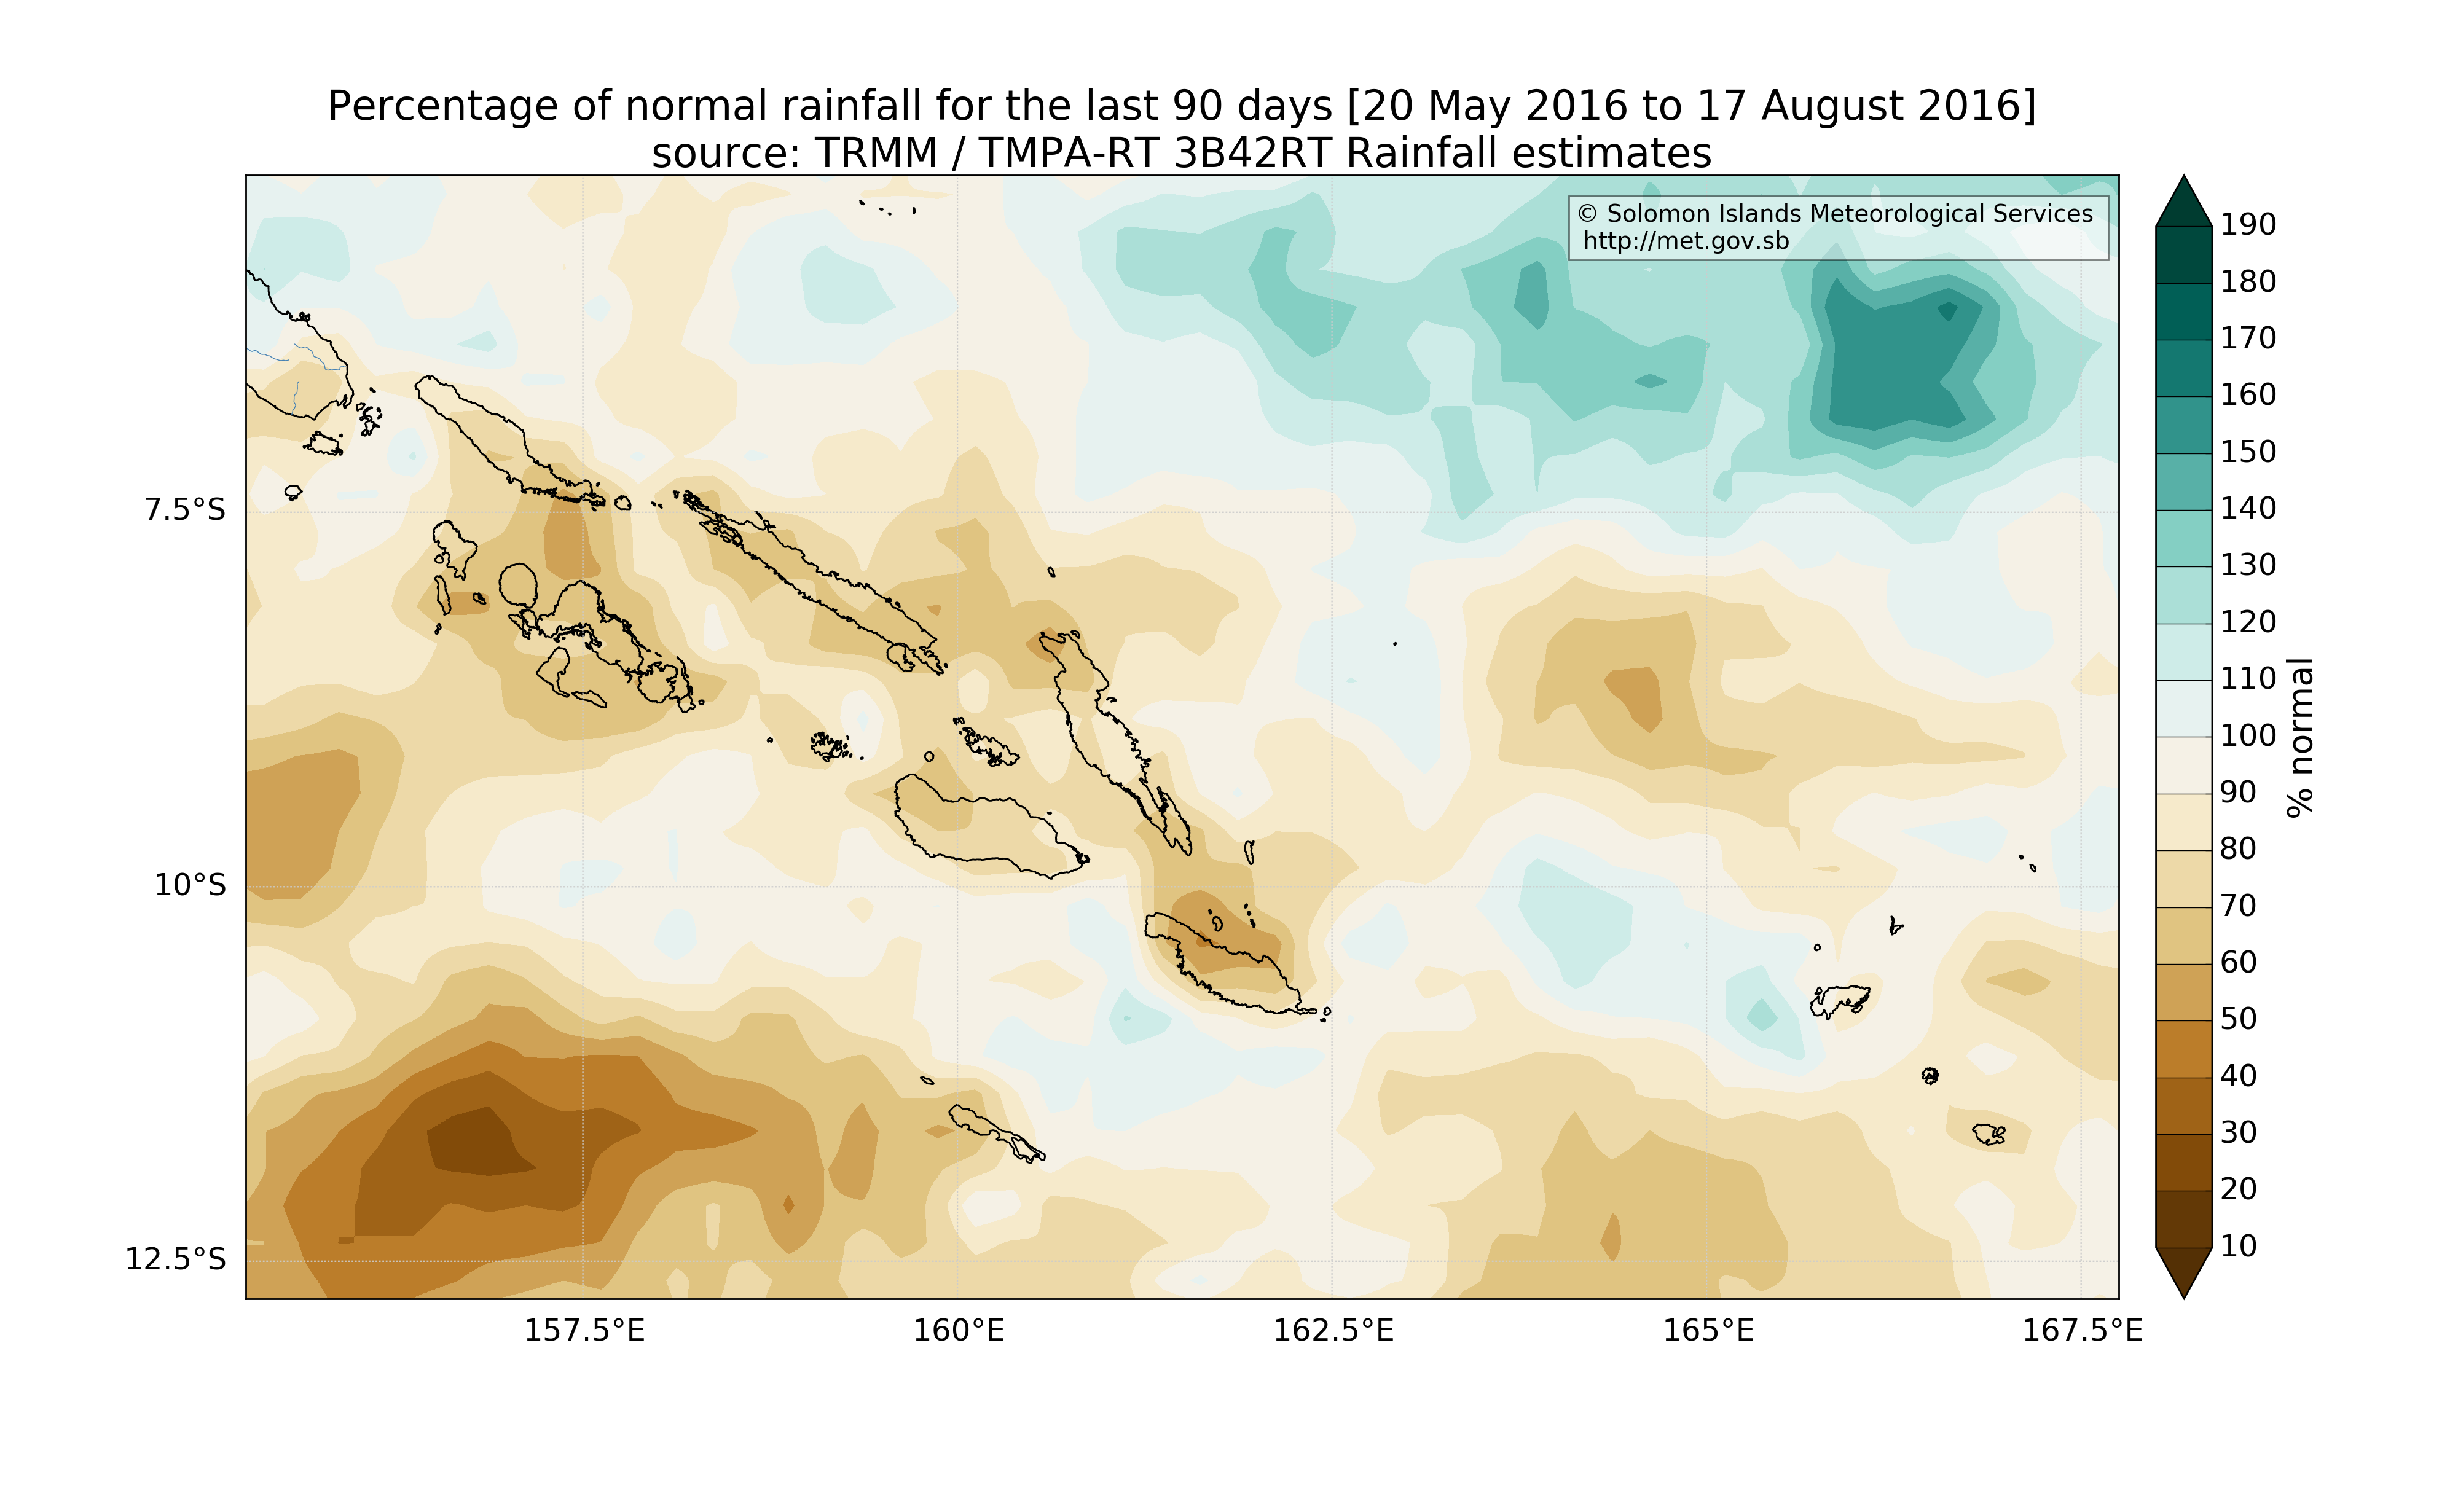 Percentage of normal rainfall for the last 90 days [20 May 2016 to 17 August 2016]
source: TRMM / TMPA-RT 3B42RT Rainfall estimates
© Solomon Islands Meteorological Services
http://met.gov.sb
7.5°S
10°S
12.5°S
157.5°E
160°E
162.5°E
165°E
167.5°E
190
180
170
160
150
140
130
120
110
100
90
80
70
60
50
40
30
20
10
% normal